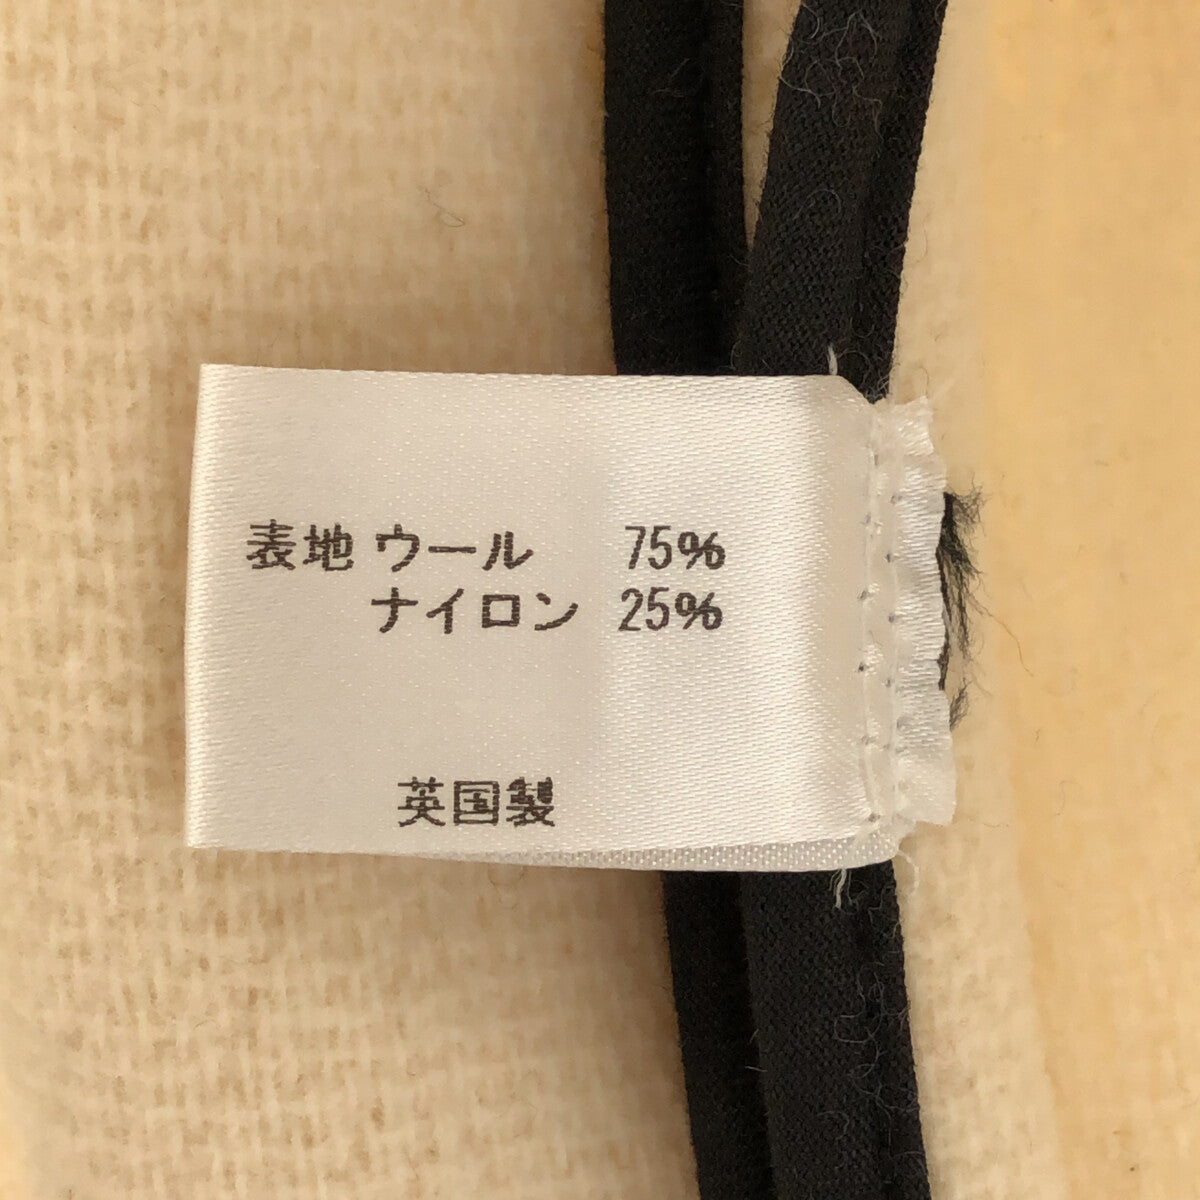 表地 ウール 75%
ナイロン 25%
英国製